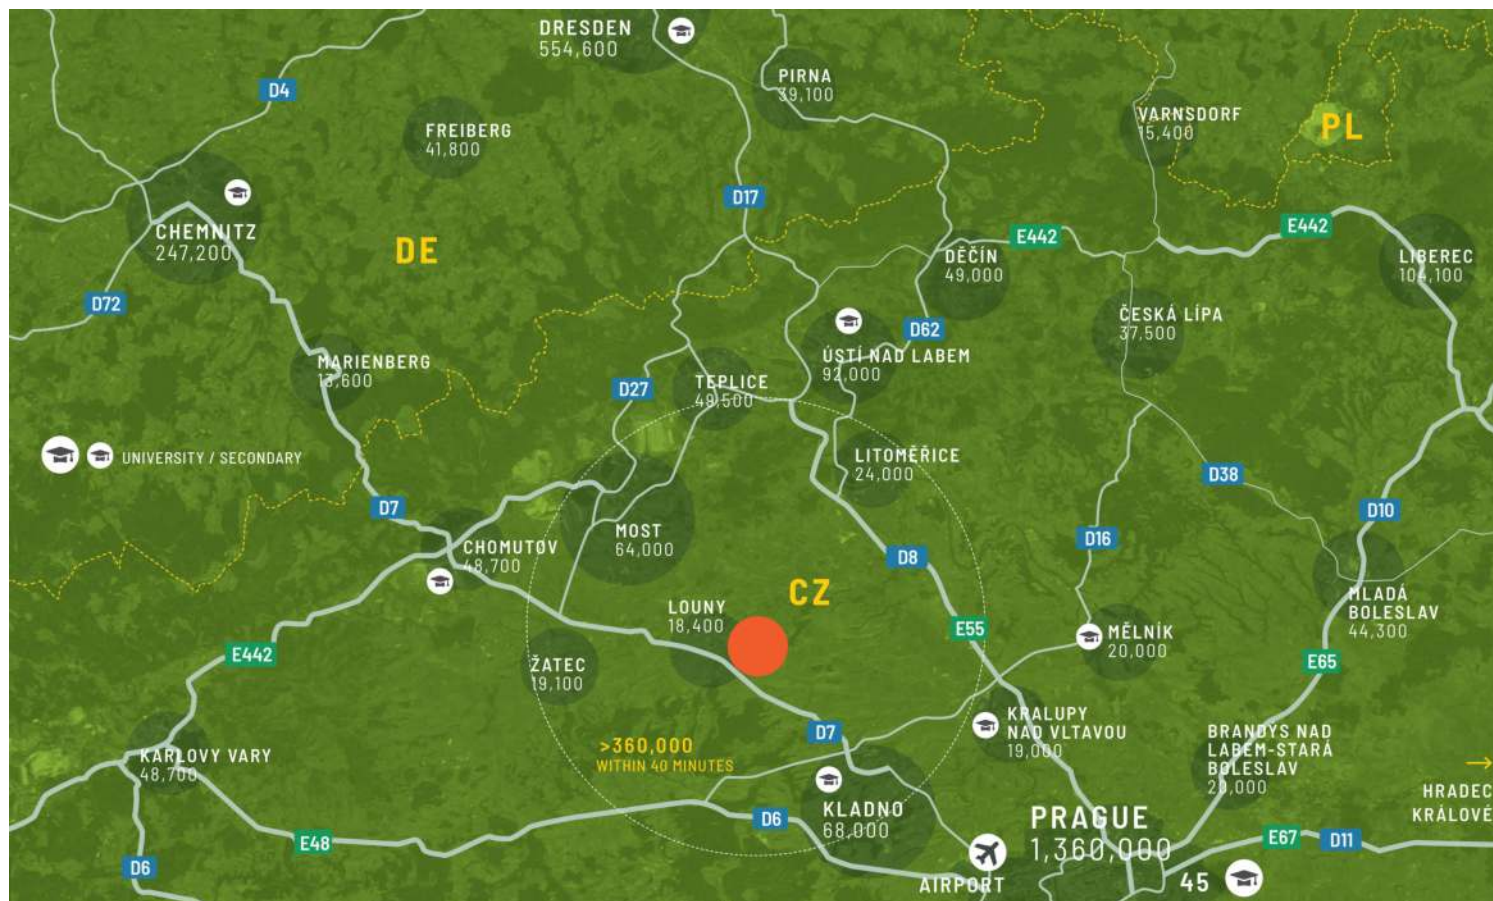 DRESDEN
554,600
PIRNA
39,100
D4
VARNSDORF
15,400
PL
FREIBERG
41,800
D17
CHEMNITZ
247,200
DE
E442
E442
DĚČÍN
49,000
LIBEREC
104,100
D72
ČESKÁ LÍPA
37,500
D62
ÚSTÍ NAD LABEM
92,000
MARIENBERG
13,600
D27
TEPLICE
49,500
UNIVERSITY / SECONDARY
LITOMĚŘICE
24,000
D38
D7
D10
MOST
64,000
D16
CHOMUTOV
48,700
D8
CZ
LOUNY
18,400
MLADÁ
BOLESLAV
44,300
E55
MĚLNÍK
20,000
E442
ŽATEC
19,100
E65
KRALUPY
NAD VLTAVOU
19,000
D7
>360,000
WITHIN 40 MINUTES
BRANDÝS NAD
LABEM-STARÁ
BOLESLAV
20,000
KARLOVY VARY
48,700
HRADEC
KRÁLOVÉ
KLADNO
68,000
D6
PRAGUE
1,360,000
E48
E67
D11
D6
AIRPORT
45